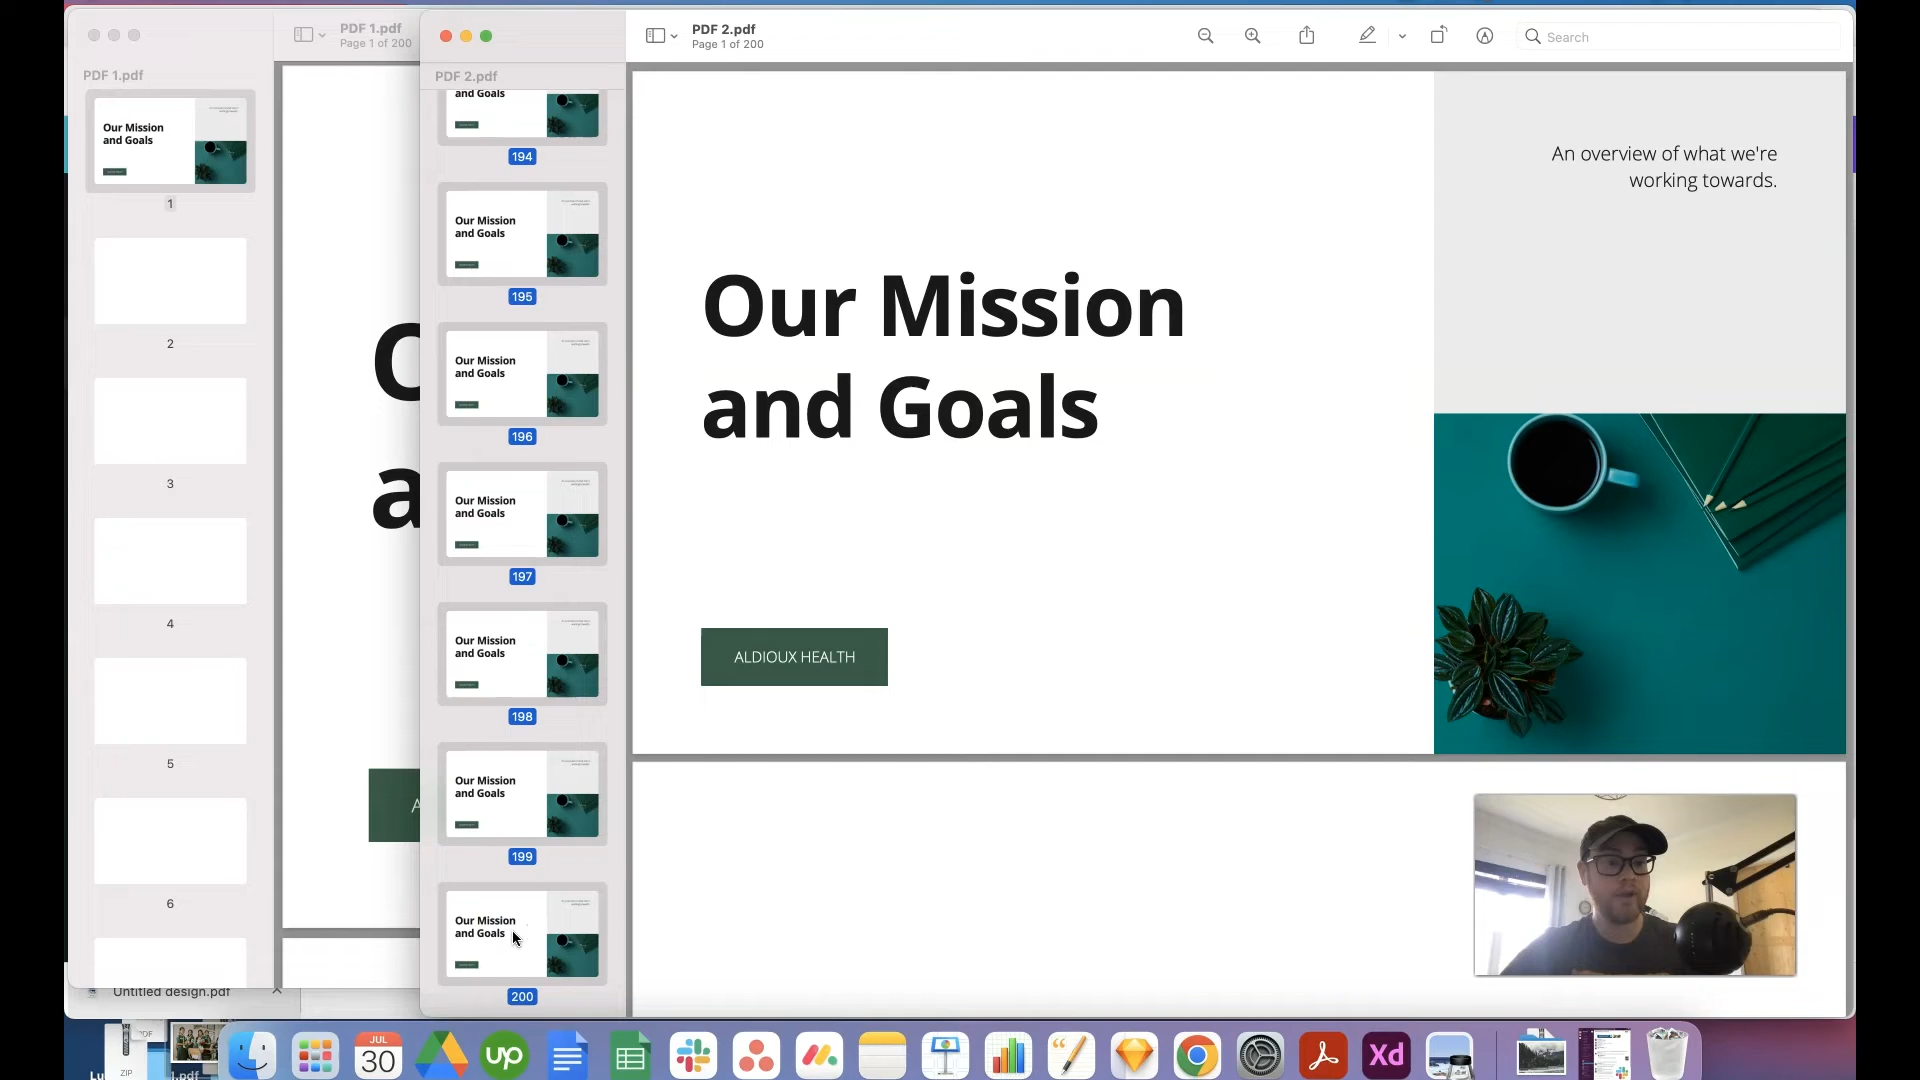 PDF 1.pdf
Page 1 of 200
PDF 1.pdf
Our Mission
and Goals
1
2
3
4
5
6
Untitled design.pdf
PDF 2.pdf
Page 1 of 200
Search
PDF 2.pdf
and Goals
194
Our Mission
and Goals
195
Our Mission
and Goals
196
Our Mission
and Goals
197
Our Mission
and Goals
198
Our Mission
and Goals
199
Our Mission
and Goals
200
An overview of what we're
working towards.
Our Mission
and Goals
ALDIOUX HEALTH
PDF
ZIP
JUL
30
up
Xd